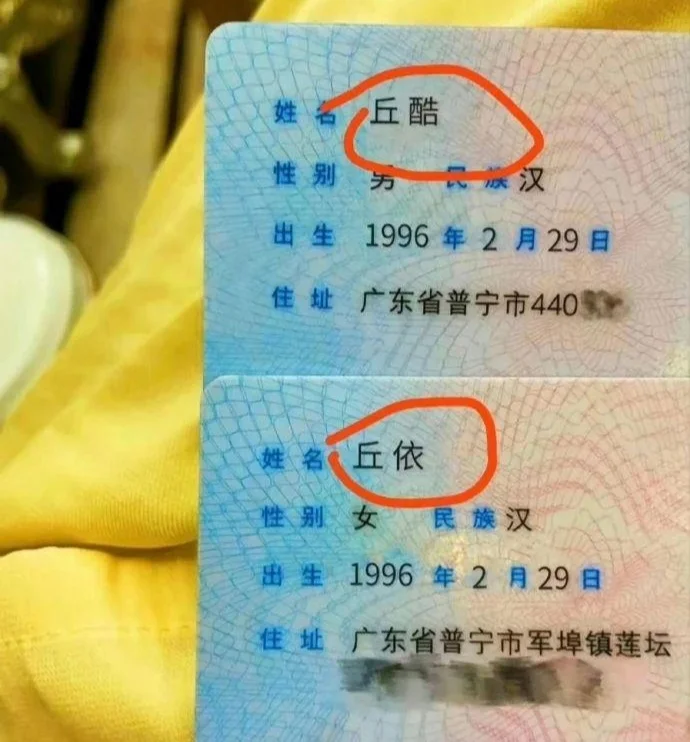 姓名 丘酷
性别 男 民族 汉
出生 1996 年 2 月 29 日
住址 广东省普宁市440
姓名 丘依
性别 女 民族 汉
出生 1996 年 2 月 29 日
住址 广东省普宁市军埠镇莲坛